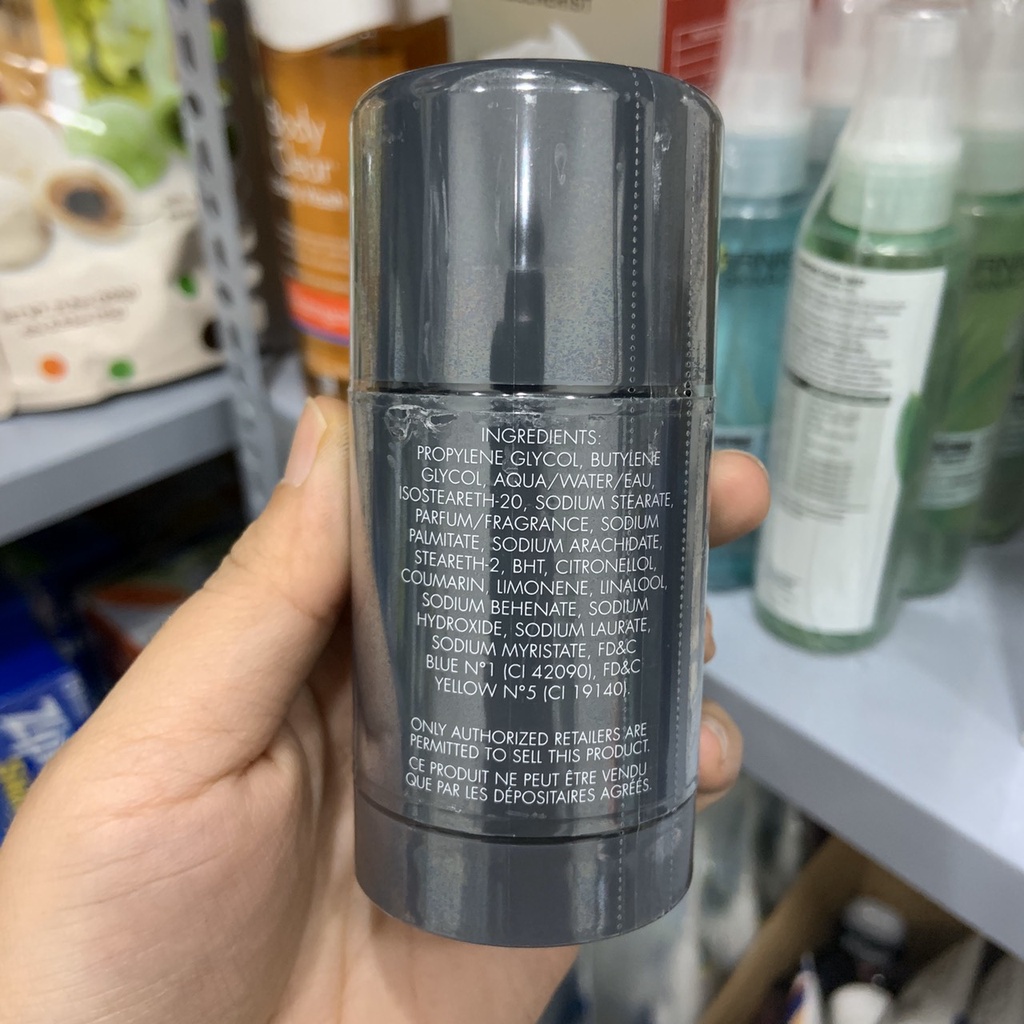 Body
Clear
INGREDIENTS:
PROPYLENE GLYCOL, BUTYLENE
GLYCOL, AQUA/WATER/EAU,
ISOSTEARETH-20, SODIUM STEARATE,
PARFUM/FRAGRANCE, SODIUM
PALMITATE, SODIUM ARACHIDATE,
STEARETH-2, BHT, CITRONELLOL,
COUMARIN, LIMONENE, LINALOOL,
SODIUM BEHENATE, SODIUM
HYDROXIDE, SODIUM LAURATE,
SODIUM MYRISTATE, FD&C
BLUE N°1 (CI 42090), FD&C
YELLOW N°5 (CI 19140).
ONLY AUTHORIZED RETAILERS ARE
PERMITTED TO SELL THIS PRODUCT.
CE PRODUIT NE PEUT ÊTRE VENDU
QUE PAR LES DÉPOSITAIRES AGRÉÉS.